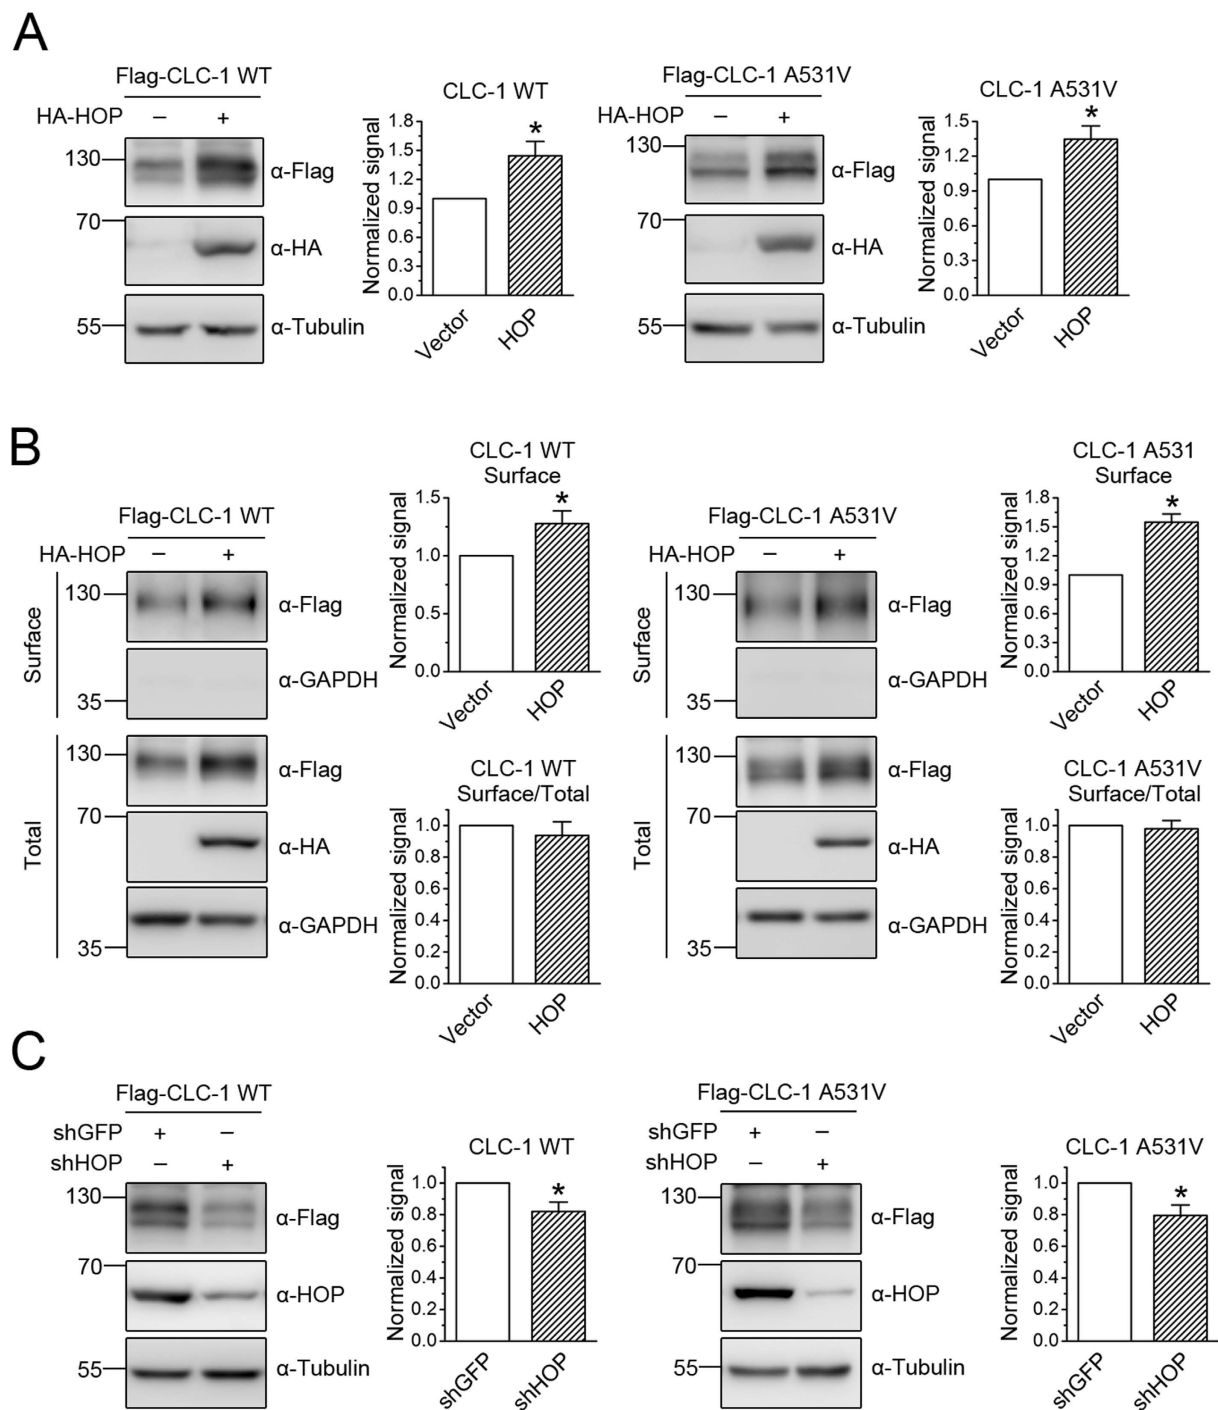 A
Flag-CLC-1 WT
HA-HOP − +
130
α-Flag
70
α-HA
55
α-Tubulin
CLC-1 WT
Normalized signal
1.8
1.5
1.2
0.9
0.6
0.3
0.0
*
Vector
HOP
Flag-CLC-1 A531V
HA-HOP − +
130
α-Flag
70
α-HA
55
α-Tubulin
CLC-1 A531V
Normalized signal
1.5
1.2
0.9
0.6
0.3
0.0
*
Vector
HOP
B
Flag-CLC-1 WT
HA-HOP − +
Surface
130
α-Flag
α-GAPDH
35
Total
130
α-Flag
70
α-HA
α-GAPDH
35
CLC-1 WT
Surface
Normalized signal
1.5
1.0
0.5
0.0
*
Vector
HOP
CLC-1 WT
Surface/Total
Normalized signal
1.0
0.8
0.6
0.4
0.2
0.0
Vector
HOP
Flag-CLC-1 A531V
HA-HOP − +
Surface
130
α-Flag
α-GAPDH
35
Total
130
α-Flag
70
α-HA
α-GAPDH
35
CLC-1 A531
Surface
Normalized signal
1.8
1.5
1.2
0.9
0.6
0.3
0.0
*
Vector
HOP
CLC-1 A531V
Surface/Total
Normalized signal
1.0
0.8
0.6
0.4
0.2
0.0
Vector
HOP
C
Flag-CLC-1 WT
shGFP + −
shHOP − +
130
α-Flag
70
α-HOP
55
α-Tubulin
CLC-1 WT
Normalized signal
1.0
0.8
0.6
0.4
0.2
0.0
*
shGFP
shHOP
Flag-CLC-1 A531V
shGFP + −
shHOP − +
130
α-Flag
70
α-HOP
55
α-Tubulin
CLC-1 A531V
Normalized signal
1.0
0.8
0.6
0.4
0.2
0.0
*
shGFP
shHOP